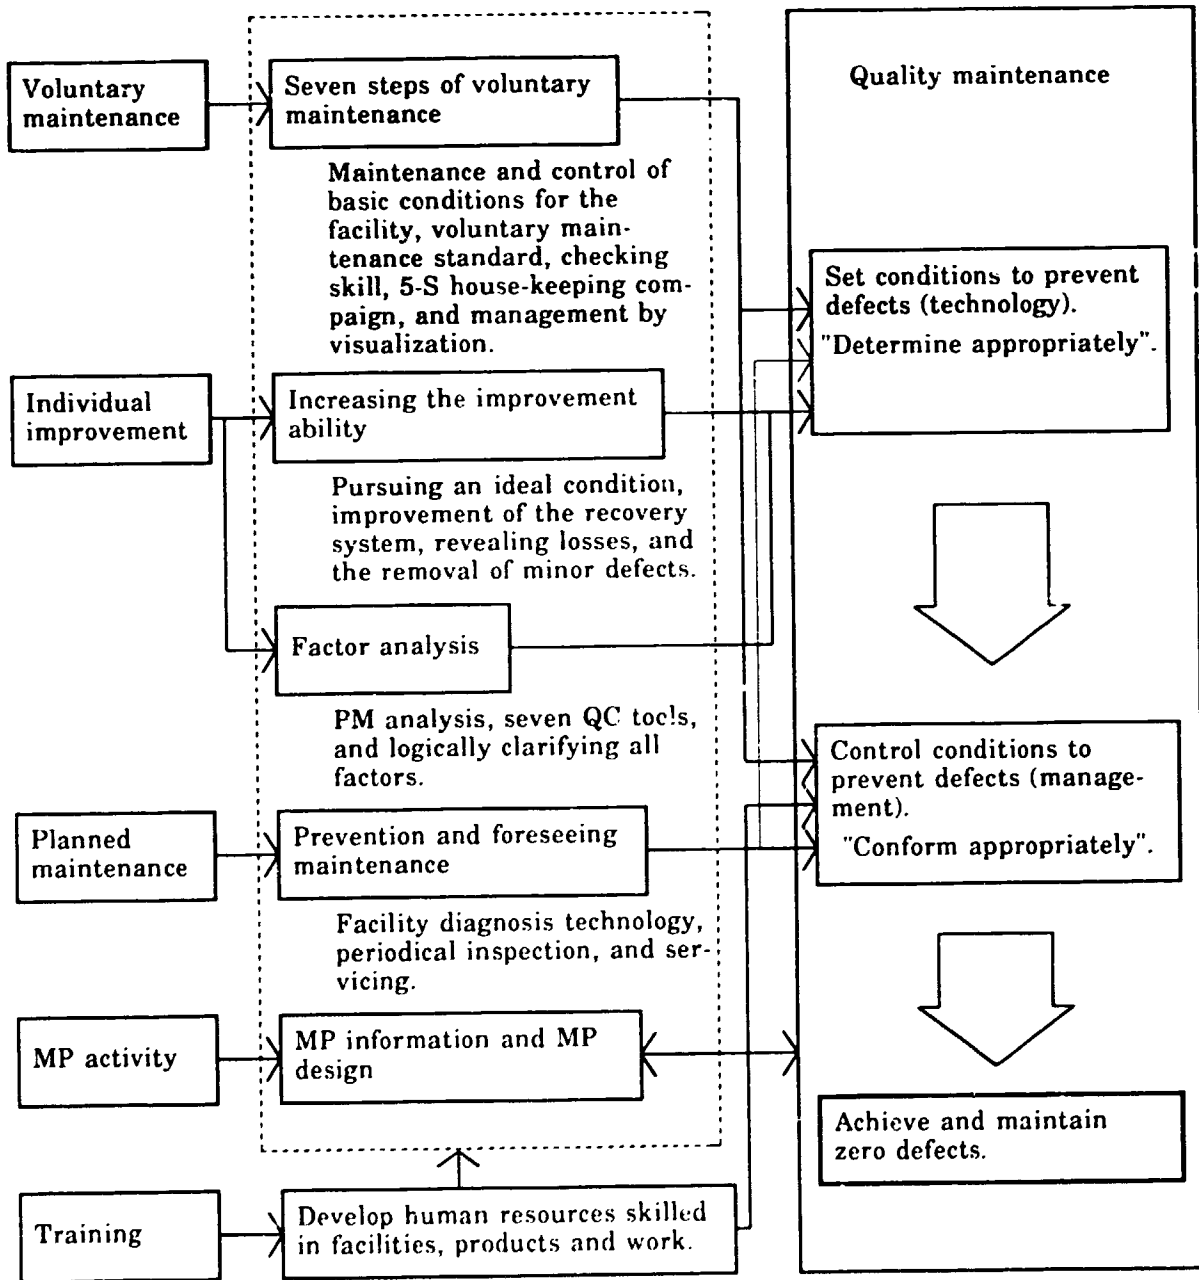 Voluntary
maintenance
Seven steps of voluntary
maintenance
Maintenance and control of
basic conditions for the
facility, voluntary main-
tenance standard, checking
skill, 5-S house-keeping com-
paign, and management by
visualization.
Individual
improvement
Increasing the improvement
ability
Pursuing an ideal condition,
improvement of the recovery
system, revealing losses, and
the removal of minor defects.
Factor analysis
PM analysis, seven QC tools,
and logically clarifying all
factors.
Planned
maintenance
Prevention and foreseeing
maintenance
Facility diagnosis technology,
periodical inspection, and ser-
vicing.
MP activity
MP information and MP
design
Training
Develop human resources skilled
in facilities, products and work.
Quality maintenance
Set conditions to prevent
defects (technology).
"Determine appropriately".
Control conditions to
prevent defects (manage-
ment).
"Conform appropriately".
Achieve and maintain
zero defects.